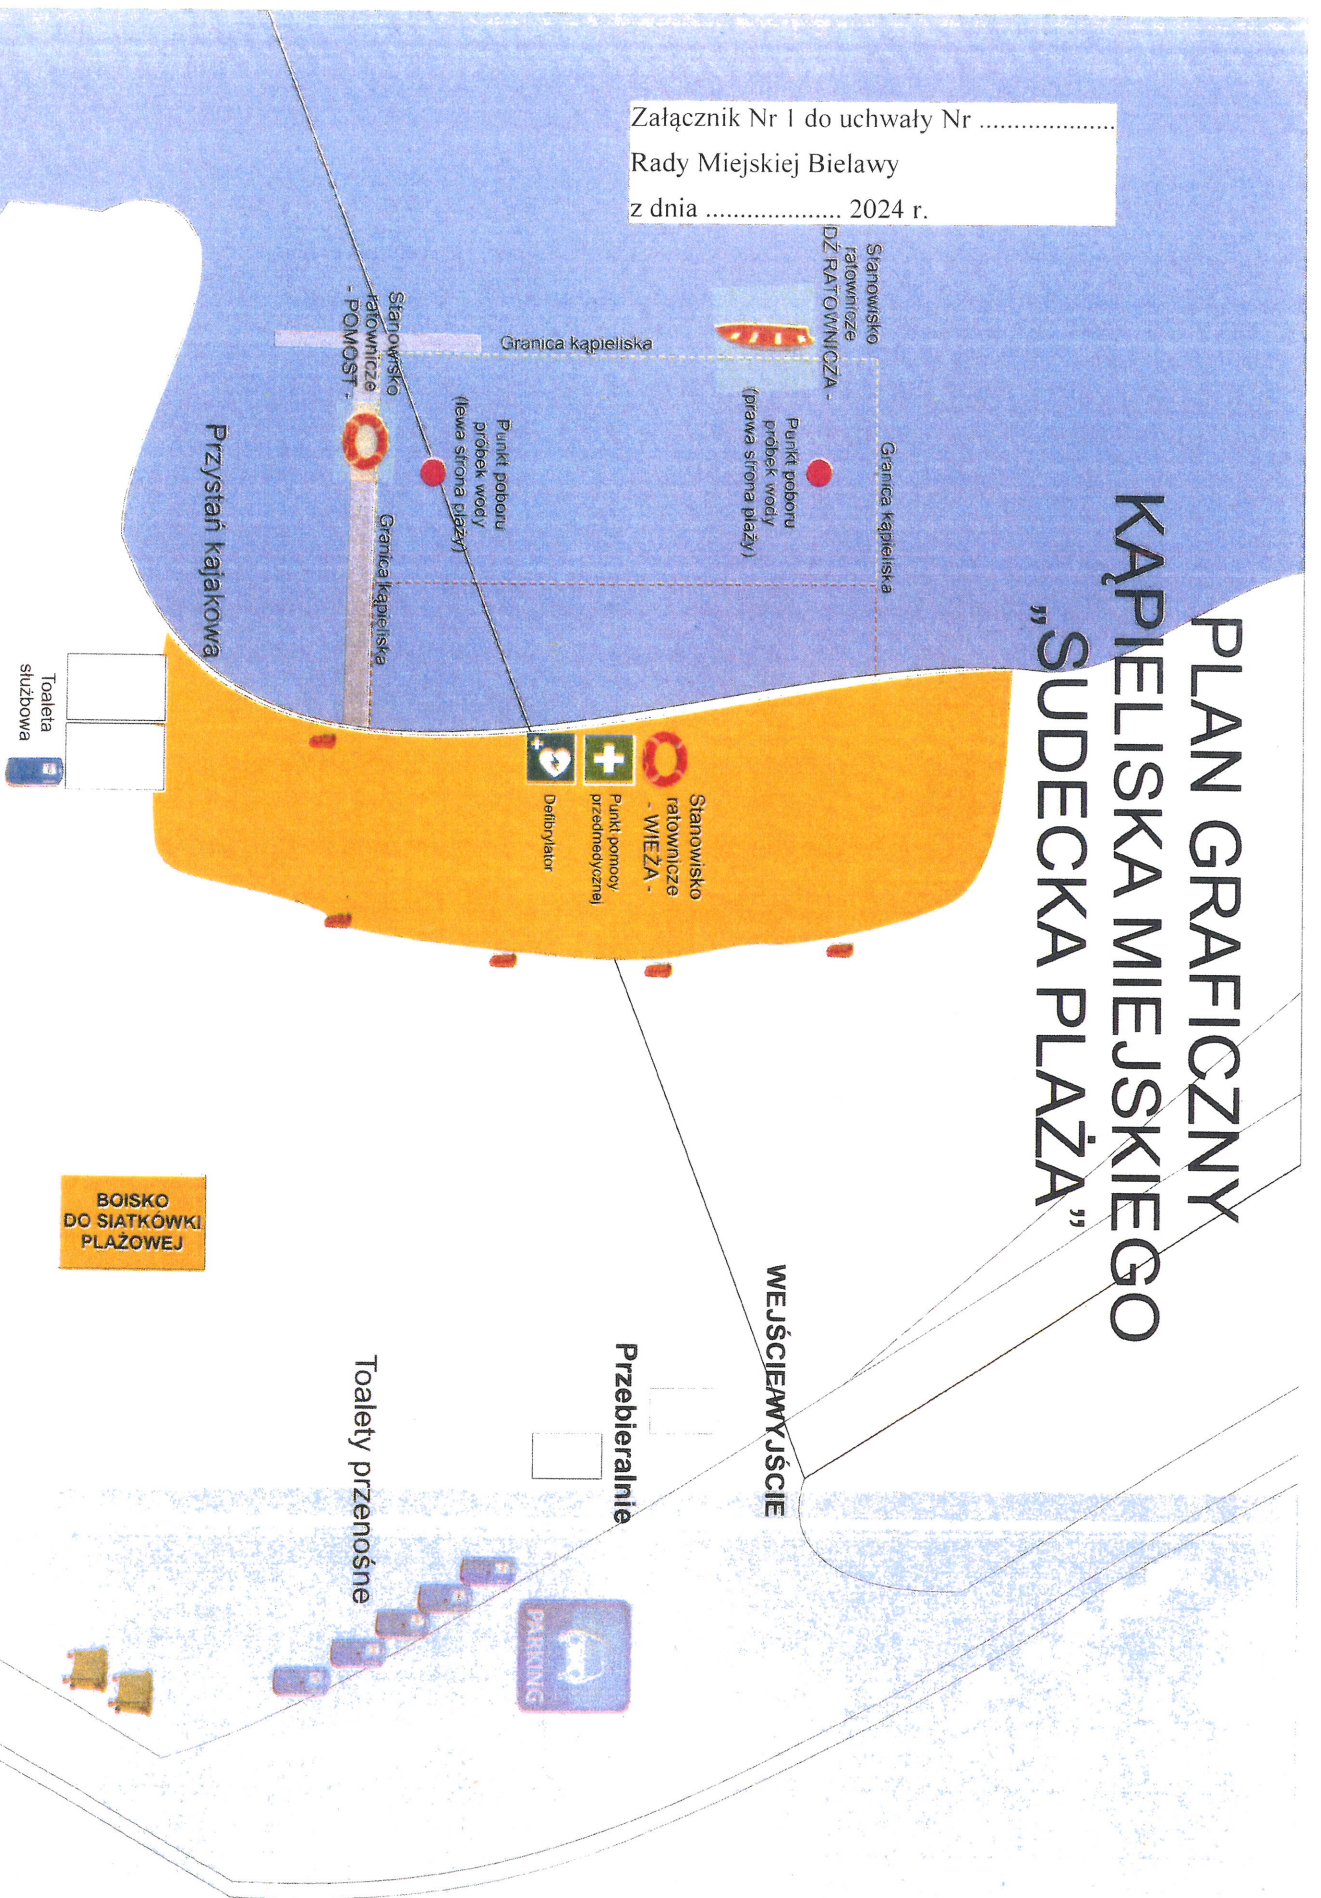 Załącznik Nr 1 do uchwały Nr ....................
Rady Miejskiej Bielawy
z dnia .................... 2024 r.
PLAN GRAFICZNY
KĄPIELISKA MIEJSKIEGO
„SUDECKA PLAŻA”
Stanowisko
ratownicze
DŹ RATOWNICZA -
Granica kąpieliska
Granica kąpieliska
Punkt poboru
próbek wody
(prawa strona plaży)
Punkt poboru
próbek wody
(lewa strona plaży)
Stanowisko
ratownicze
- POMOST -
Granica kąpieliska
Przystań kajakowa
Toaleta
służbowa
Stanowisko
ratownicze
- WIEŻA -
Punkt pomocy
przedmedycznej
Defibrylator
BOISKO
DO SIATKÓWKI
PLAŻOWEJ
WEJŚCIE/WYJŚCIE
Przebieralnie
Toalety przenośne
PARKING